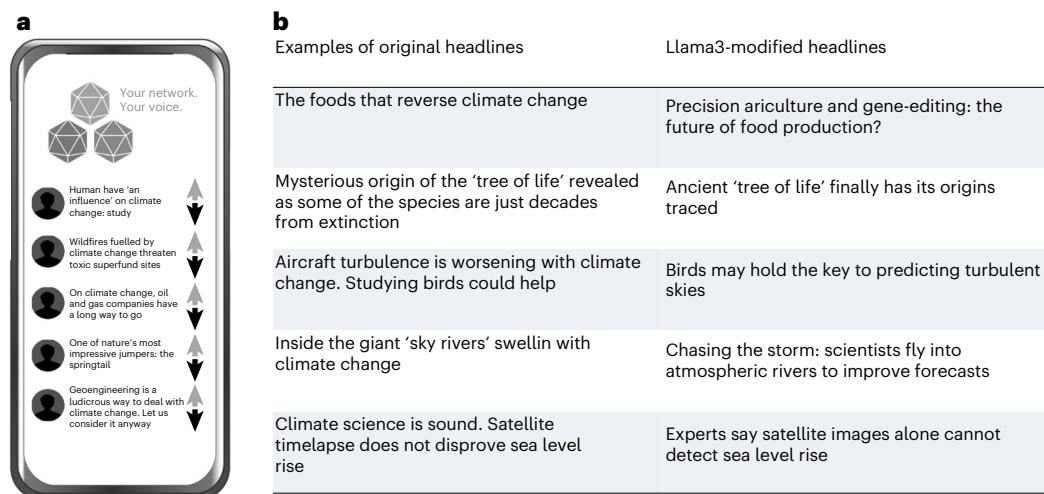 a
Your network.
Your voice.
Human have ‘an
influence’ on climate
change: study
Wildfires fuelled by
climate change threaten
toxic superfund sites
On climate change, oil
and gas companies have
a long way to go
One of nature’s most
impressive jumpers: the
springtail
Geoengineering is a
ludicrous way to deal with
climate change. Let us
consider it anyway
b
Examples of original headlines
Llama3-modified headlines
The foods that reverse climate change
Precision ariculture and gene-editing: the
future of food production?
Mysterious origin of the ‘tree of life’ revealed
as some of the species are just decades
from extinction
Ancient ‘tree of life’ finally has its origins
traced
Aircraft turbulence is worsening with climate
change. Studying birds could help
Birds may hold the key to predicting turbulent
skies
Inside the giant ‘sky rivers’ swellin with
climate change
Chasing the storm: scientists fly into
atmospheric rivers to improve forecasts
Climate science is sound. Satellite
timelapse does not disprove sea level
rise
Experts say satellite images alone cannot
detect sea level rise